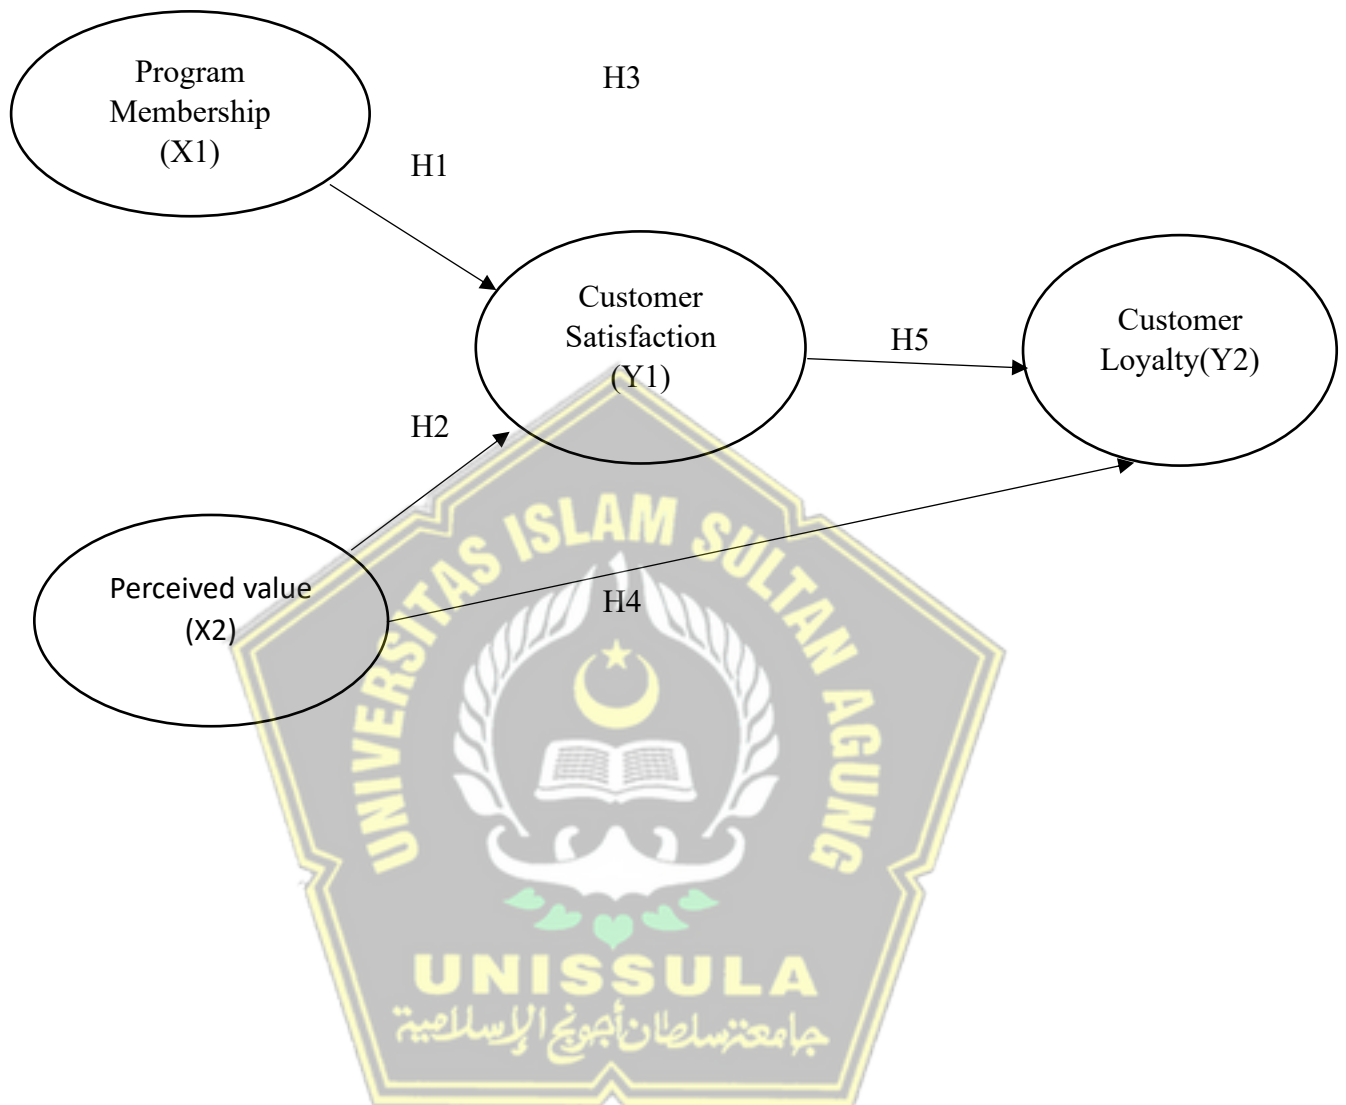 Program
Membership
(X1)
H3
H1
Customer
Satisfaction
(Y1)
H5
Customer
Loyalty(Y2)
H2
Perceived value
(X2)
H4
UNIVERSITAS ISLAM SULTAN AGUNG
UNISSULA
جامعة سلطان أجونج الإسلامية